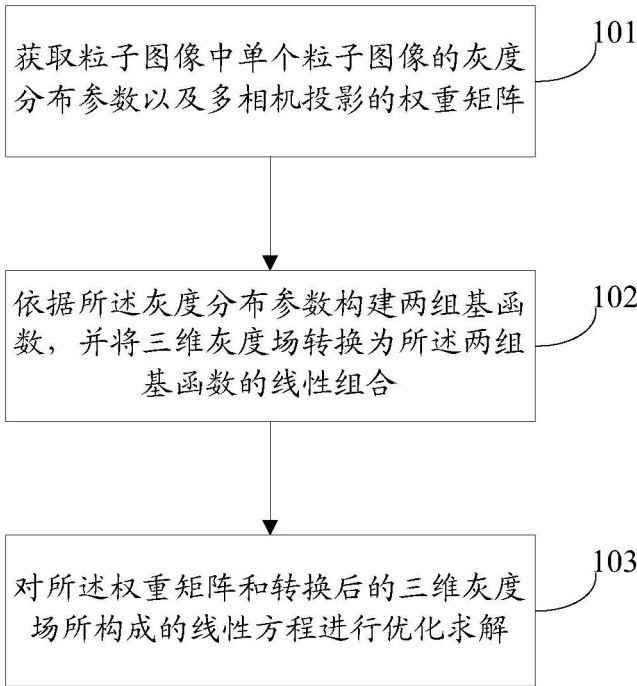 获取粒子图像中单个粒子图像的灰度
分布参数以及多相机投影的权重矩阵
101
依据所述灰度分布参数构建两组基函
数，并将三维灰度场转换为所述两组
基函数的线性组合
102
对所述权重矩阵和转换后的三维灰度
场所构成的线性方程进行优化求解
103